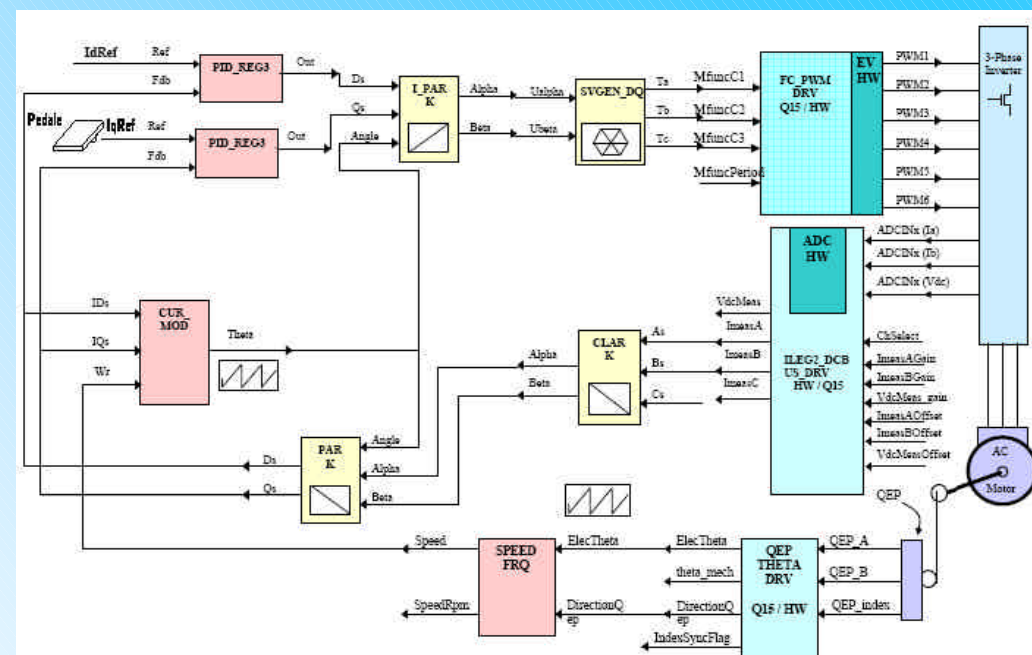 IdRef
Ref
Fdb
PID_REG3
Out
Pedale
IqRef
Ref
Fdb
PID_REG3
Out
Ds
Qs
Angle
I_PAR
K
Alpha
Beta
Ualpha
Ubeta
SVGEN_DQ
Ta
Tb
Tc
MfuncC1
MfuncC2
MfuncC3
MfuncPeriod
FC_PWM
DRV
Q15 / HW
EV
HW
PWM1
PWM2
PWM3
PWM4
PWM5
PWM6
3-Phase
Inverter
ADCINx (Ia)
ADCINx (Ib)
ADCINx (Vdc)
ADC
HW
ILEG2_DCB
US_DRV
HW / Q15
ChSelect
ImeasAGain
ImeasBGain
VdcMeas_gain
ImeasAOffset
ImeasBOffset
VdcMeasOffset
VdcMeas
ImeasA
ImeasB
ImeasC
As
Bs
Cs
CLAR
K
Alpha
Beta
IDs
IQs
Wr
CUR_
MOD
Theta
PAR
K
Angle
Alpha
Beta
Ds
Qs
AC
Motor
QEP
QEP_A
QEP_B
QEP_index
QEP
THETA
DRV
Q15 / HW
ElecTheta
theta_mech
DirectionQ
ep
IndexSyncFlag
ElecTheta
DirectionQ
ep
SPEED
FRQ
Speed
SpeedRpm